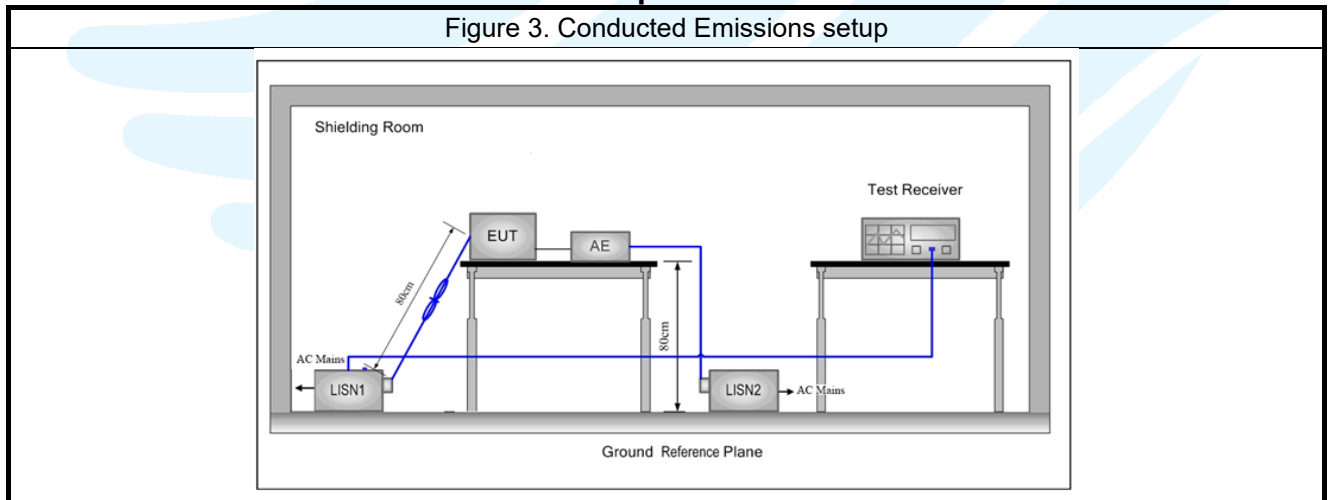 Figure 3. Conducted Emissions setup
Shielding Room
Test Receiver
EUT
AE
80cm
80cm
AC Mains
LISN1
LISN2
AC Mains
Ground Reference Plane